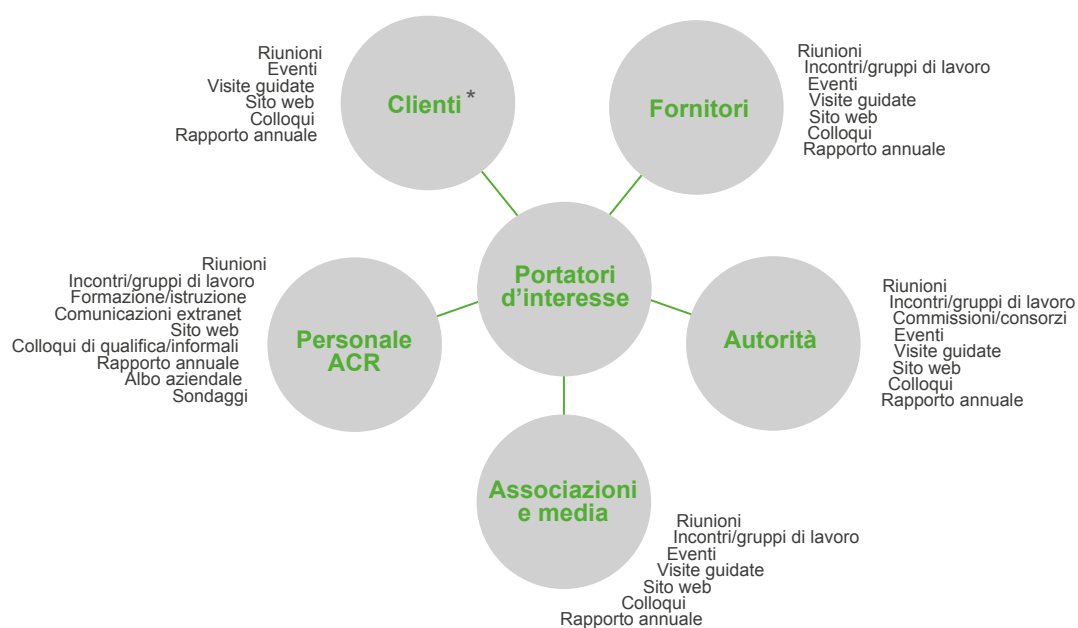 Riunioni
Eventi
Visite guidate
Sito web
Colloqui
Rapporto annuale
Clienti *
Fornitori
Riunioni
Incontri/gruppi di lavoro
Eventi
Visite guidate
Sito web
Colloqui
Rapporto annuale
Portatori
d’interesse
Riunioni
Incontri/gruppi di lavoro
Formazione/istruzione
Comunicazioni extranet
Sito web
Colloqui di qualifica/informali
Rapporto annuale
Albo aziendale
Sondaggi
Personale
ACR
Autorità
Riunioni
Incontri/gruppi di lavoro
Commissioni/consorzi
Eventi
Visite guidate
Sito web
Colloqui
Rapporto annuale
Associazioni
e media
Riunioni
Incontri/gruppi di lavoro
Eventi
Visite guidate
Sito web
Colloqui
Rapporto annuale